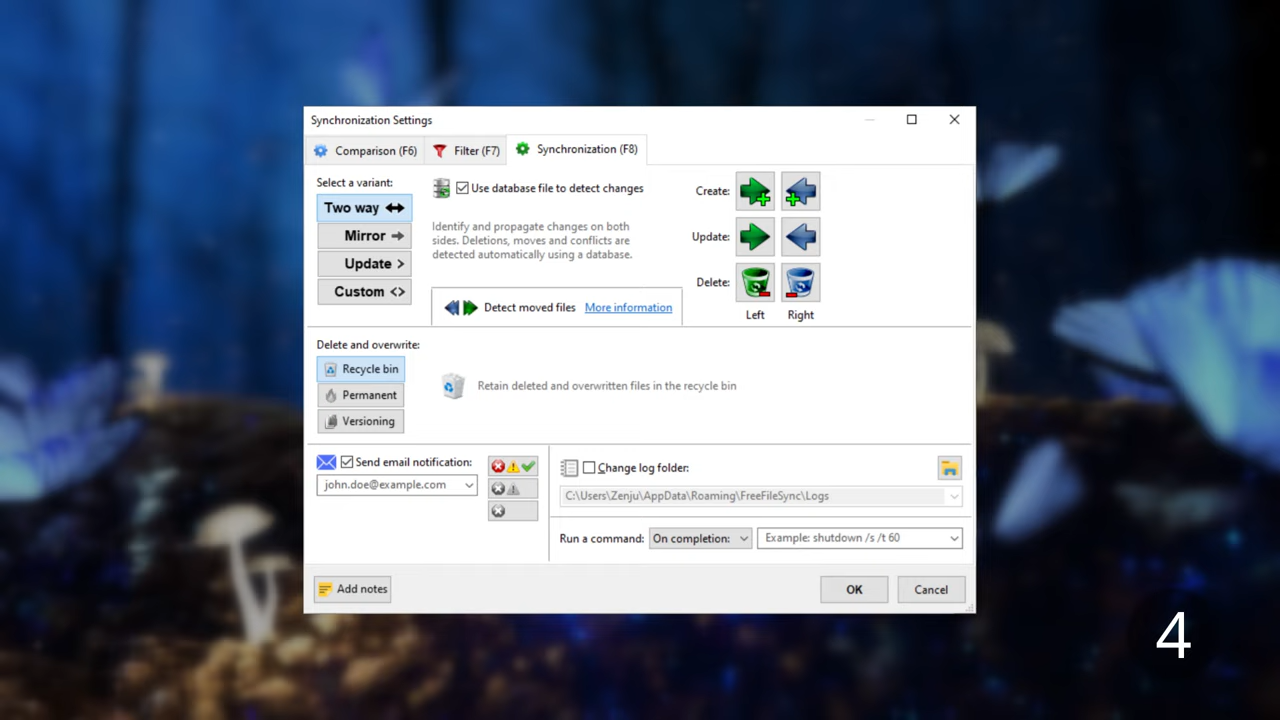 Synchronization Settings
Comparison (F6) Filter (F7) Synchronization (F8)
Select a variant:
Two way
Mirror
Update >
Custom <>
Use database file to detect changes
Identify and propagate changes on both
sides. Deletions, moves and conflicts are
detected automatically using a database.
Detect moved files More information
Create:
Update:
Delete:
Left Right
Delete and overwrite:
Recycle bin
Permanent
Versioning
Retain deleted and overwritten files in the recycle bin
Send email notification:
john.doe@example.com
Change log folder:
C:\Users\Zenju\AppData\Roaming\FreeFileSync\Logs
Run a command: On completion: Example: shutdown /s /t 60
Add notes
OK Cancel
4